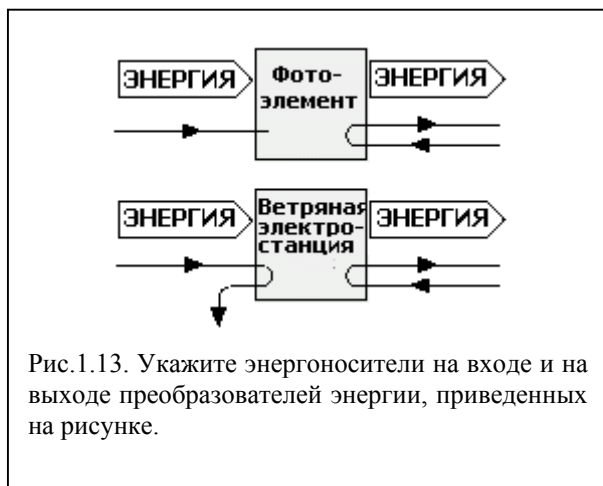 ЭНЕРГИЯ
Фото-
элемент
ЭНЕРГИЯ
ЭНЕРГИЯ
Ветряная
электро-
станция
ЭНЕРГИЯ
Рис.1.13. Укажите энергоносители на входе и на
выходе преобразователей энергии, приведенных
на рисунке.